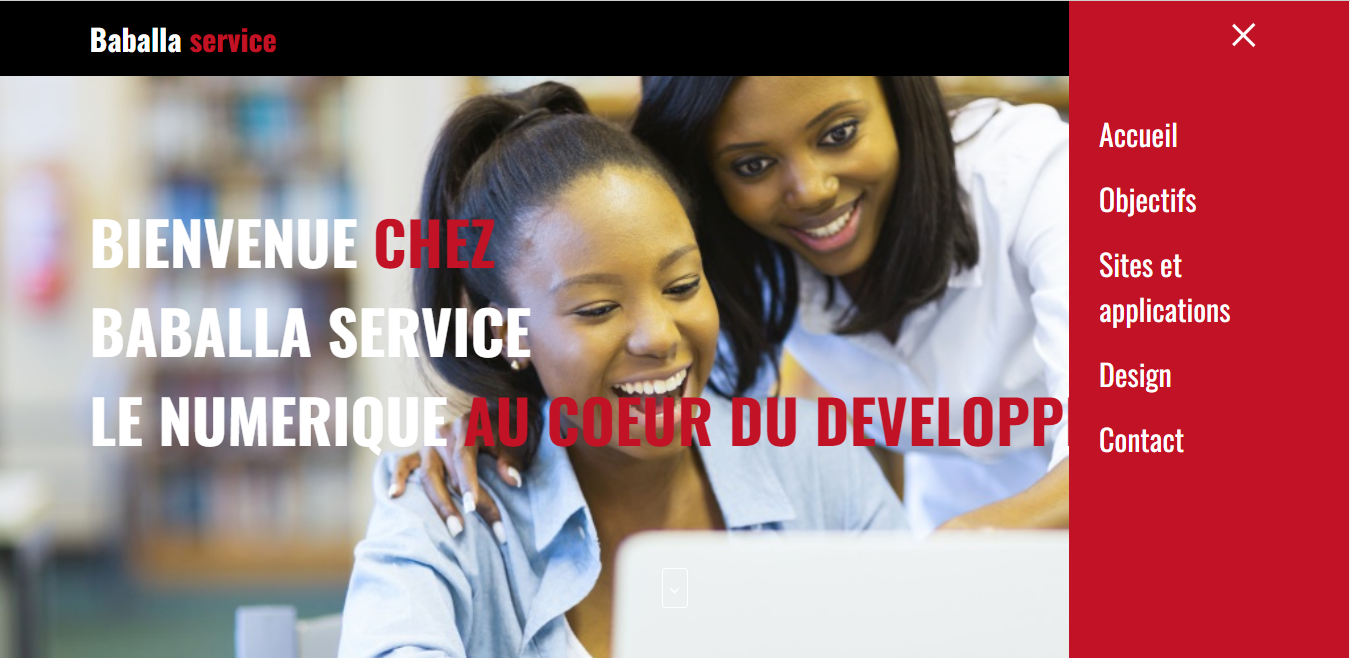 Baballa service
BIENVENUE CHEZ
BABALLA SERVICE
LE NUMERIQUE AU COEUR DU DEVELOPP
Accueil
Objectifs
Sites et
applications
Design
Contact